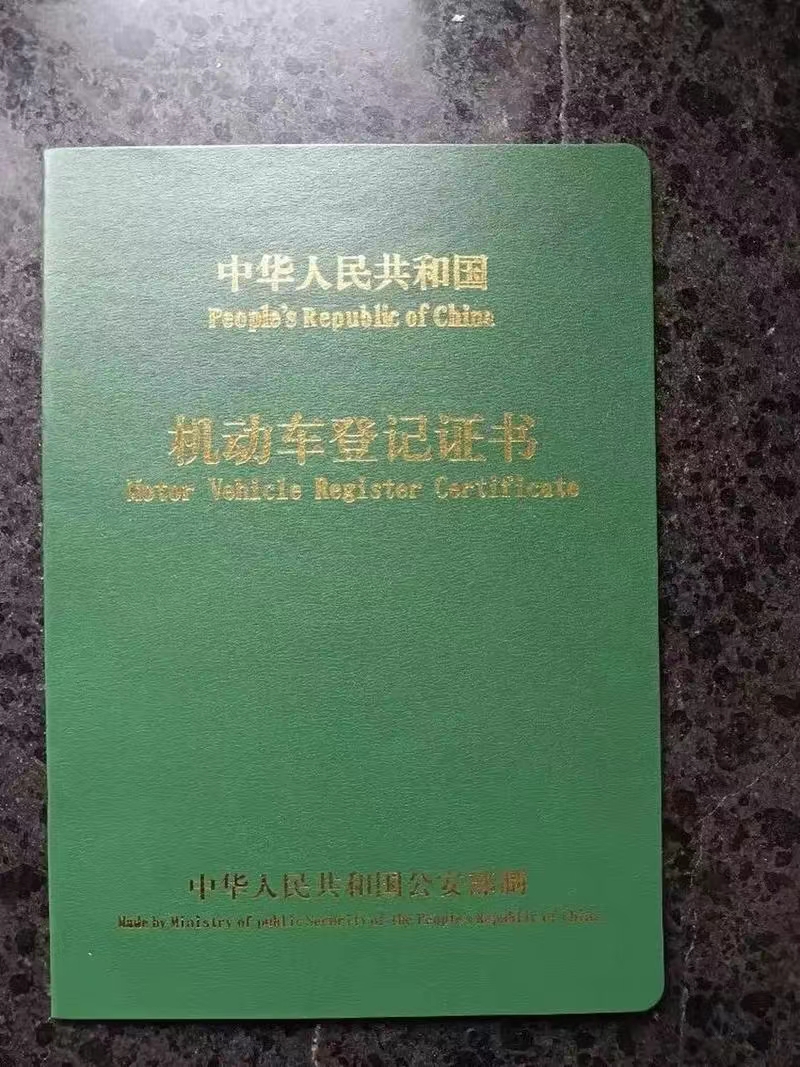 中华人民共和国
People's Republic of China
机动车登记证书
Motor Vehicle Register Certificate
中华人民共和国公安部制
Made by Ministry of public Security of the People's Republic of China